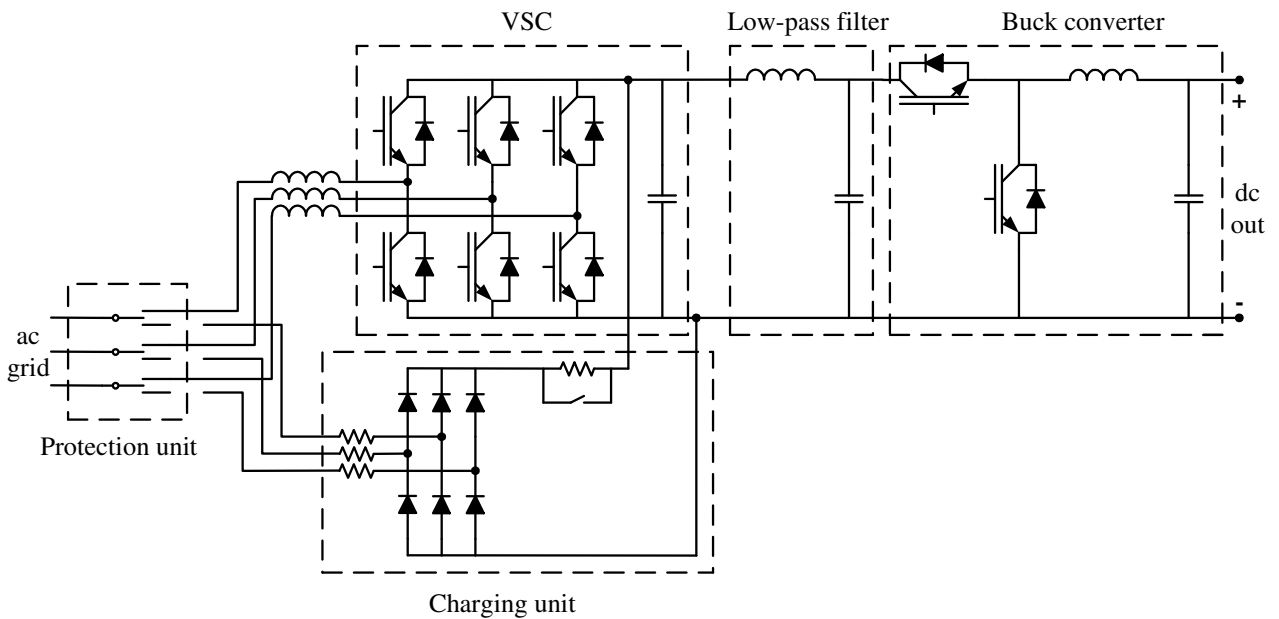 VSC
Low-pass filter
Buck converter
+
dc
out
-
ac
grid
Protection unit
Charging unit